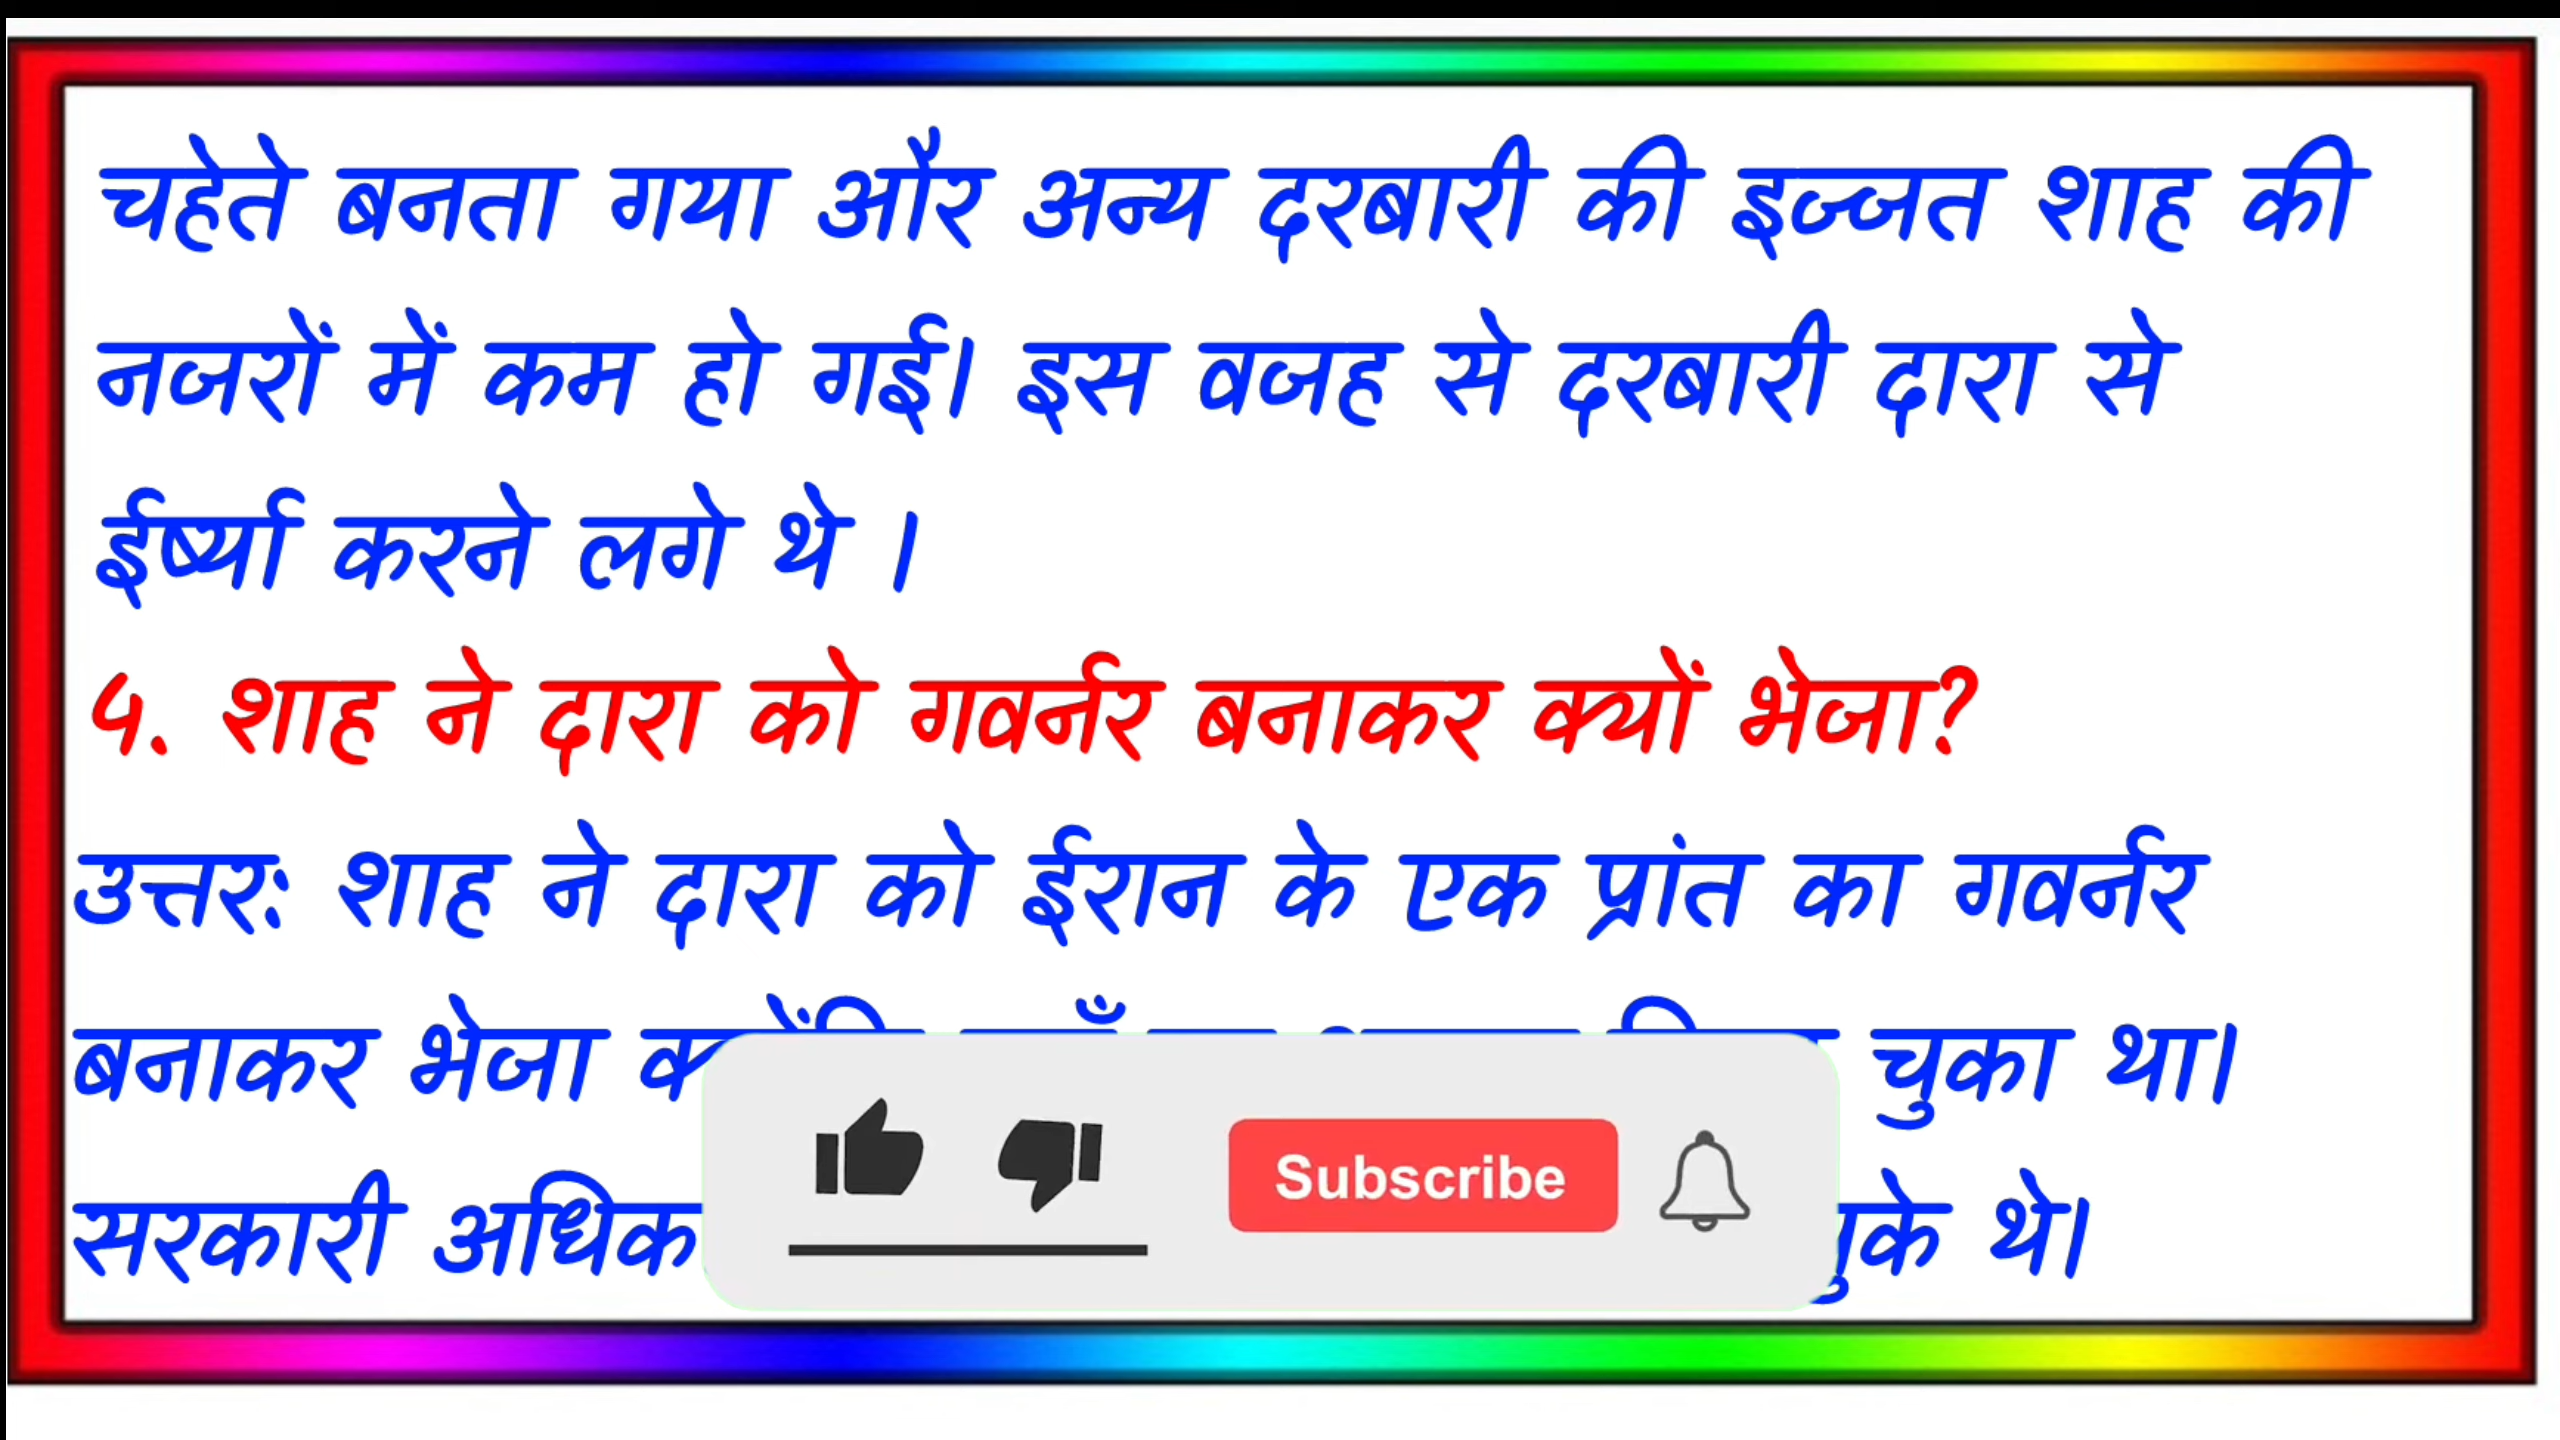 चहेते बनता गया और अन्य दरबारी की इज्जत शाह की
नजरों में कम हो गई। इस वजह से दरबारी दारा से
ईर्ष्या करने लगे थे ।
५. शाह ने दारा को गवर्नर बनाकर क्यों भेजा?
उत्तर: शाह ने दारा को ईरान के एक प्रांत का गवर्नर
बनाकर भेजा चुका था।
सरकारी थे।
Subscribe